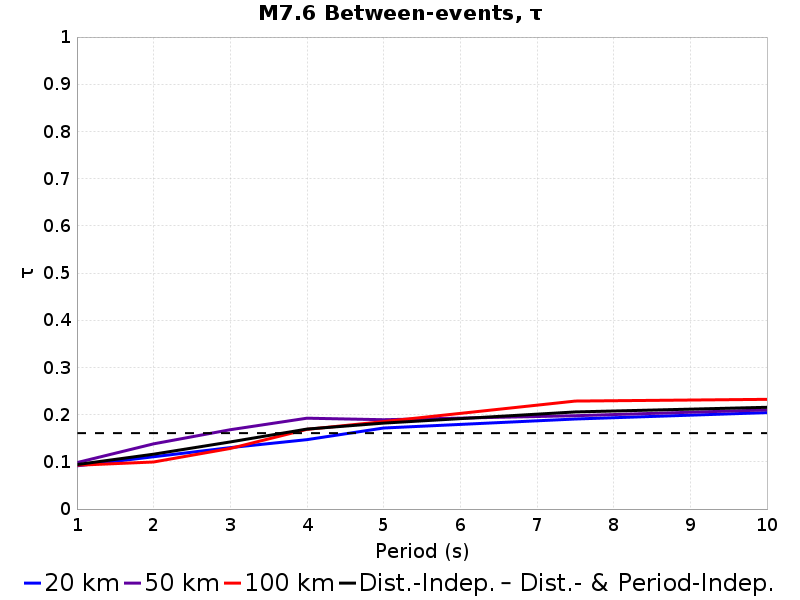 M7.6 Between-events, τ
1
0.9
0.8
0.7
0.6
0.5
0.4
0.3
0.2
0.1
0
τ
1 2 3 4 5 6 7 8 9 10
Period (s)
20 km 50 km 100 km Dist.-Indep. Dist.- & Period-Indep.